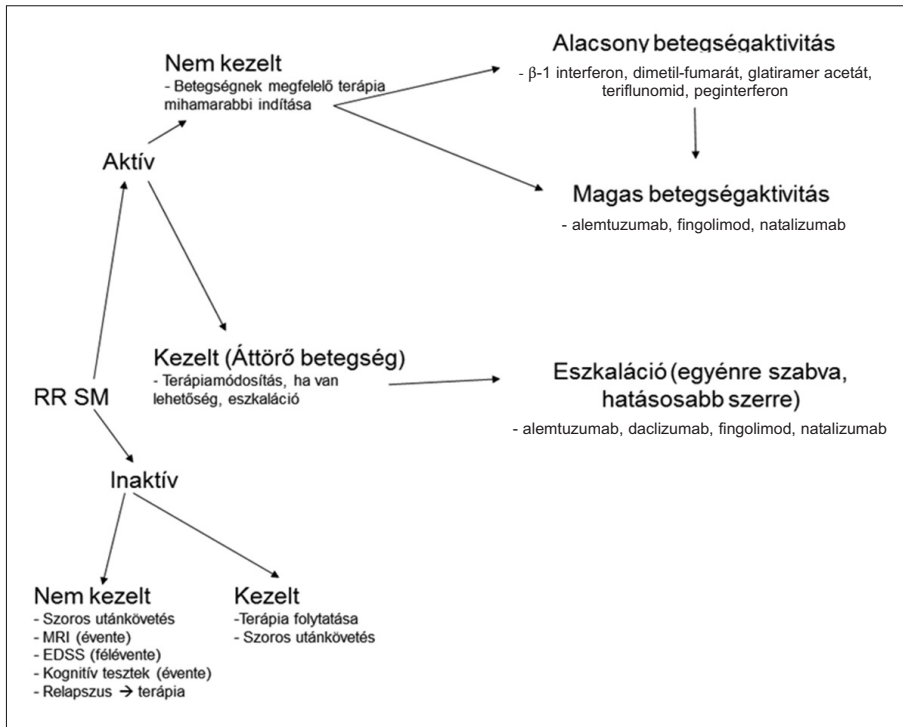 Nem kezelt
- Betegségnek megfelelő terápia
mihamarabbi indítása
Alacsony betegségaktivitás
- β-1 interferon, dimetil-fumarát, glatiramer acetát,
teriflunomid, peginterferon
Aktív
Magas betegségaktivitás
- alemtuzumab, fingolimod, natalizumab
Kezelt (Áttörő betegség)
- Terápiamódosítás, ha van
lehetőség, eszkaláció
Eszkaláció (egyénre szabva,
hatásosabb szerre)
- alemtuzumab, daclizumab, fingolimod, natalizumab
RR SM
Inaktív
Nem kezelt
- Szoros utánkövetés
- MRI (évente)
- EDSS (félévente)
- Kognitív tesztek (évente)
- Relapszus → terápia
Kezelt
-Terápia folytatása
- Szoros utánkövetés